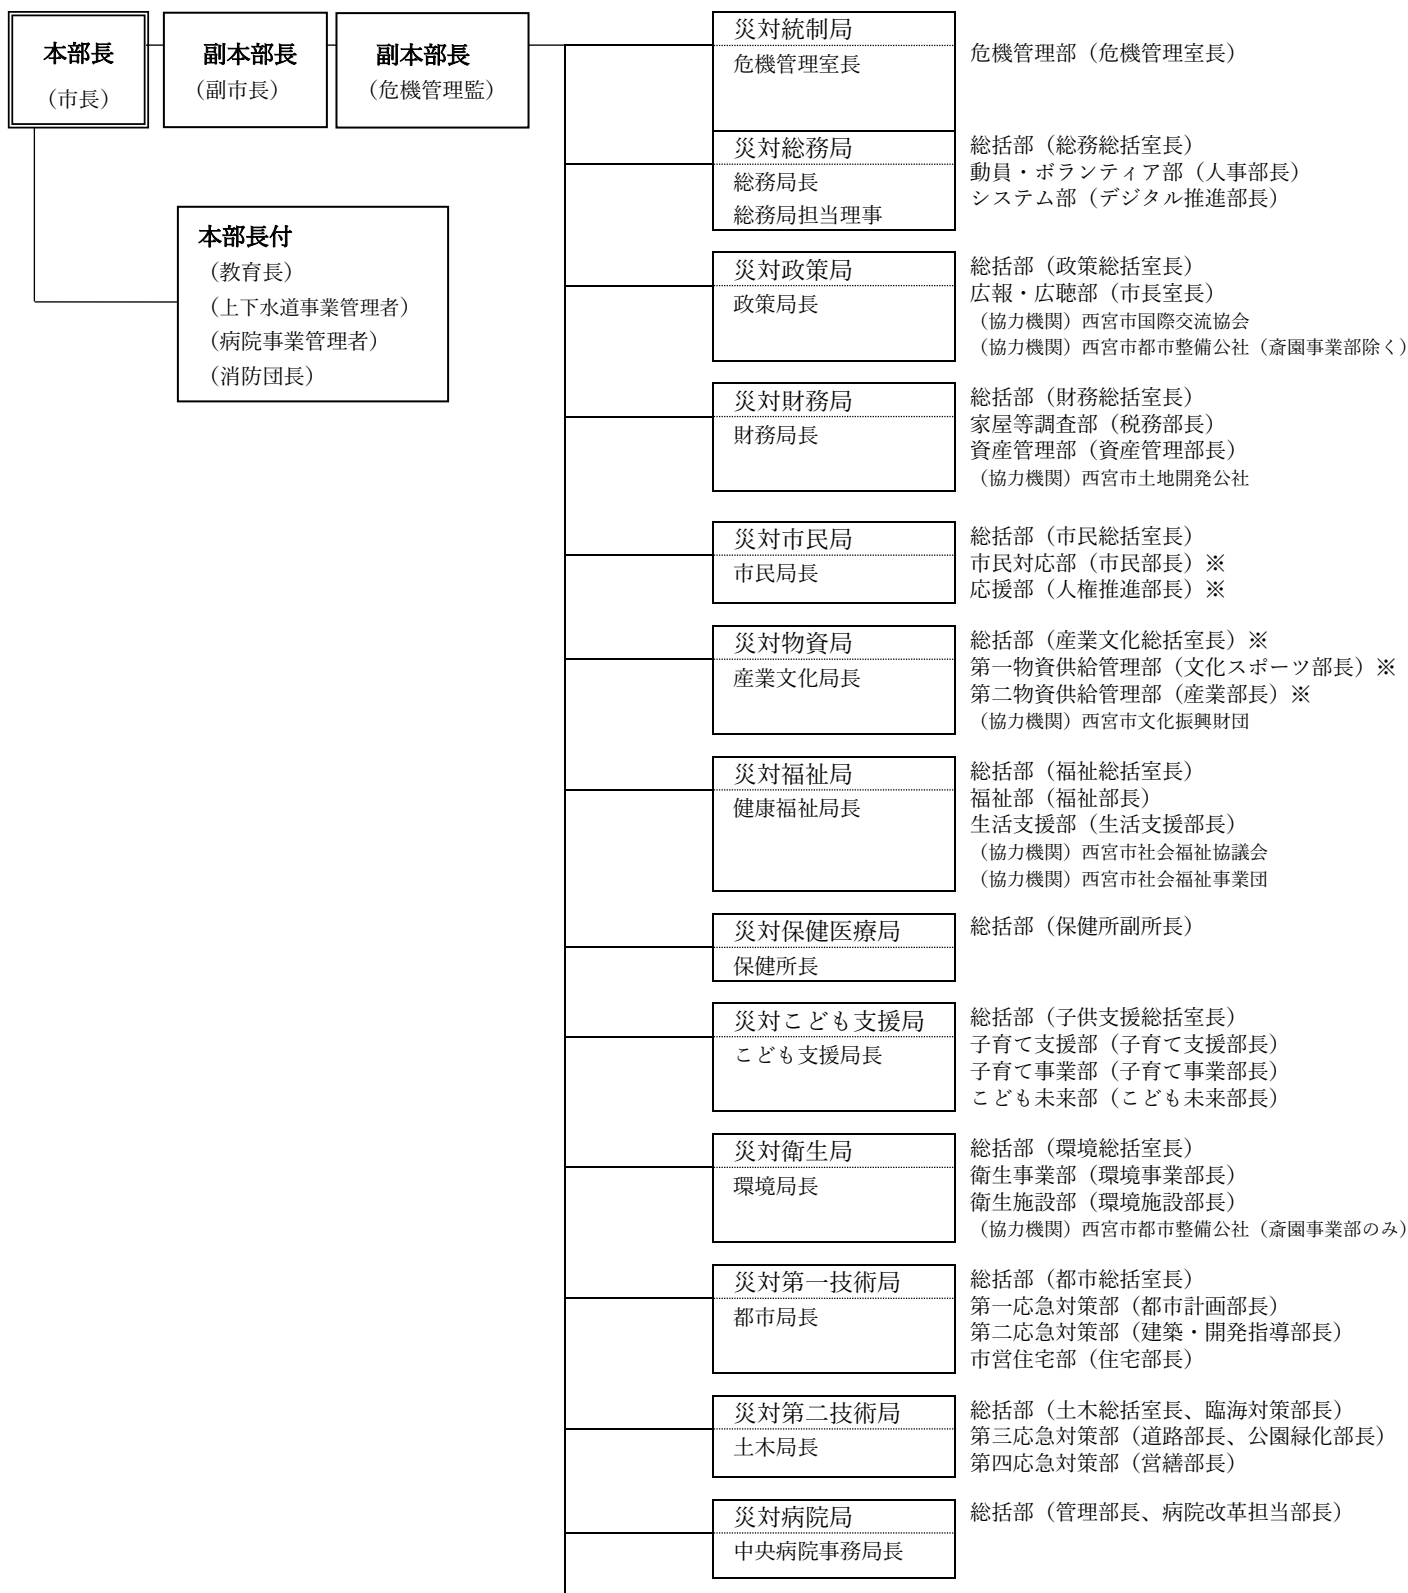 本部長
（市長）
副本部長
（副市長）
副本部長
（危機管理監）
本部長付
（教育長）
（上下水道事業管理者）
（病院事業管理者）
（消防団長）
災対統制局
危機管理室長
危機管理部（危機管理室長）
災対総務局
総務局長
総務局担当理事
総括部（総務総括室長）
動員・ボランティア部（人事部長）
システム部（デジタル推進部長）
災対政策局
政策局長
総括部（政策総括室長）
広報・広聴部（市長室長）
（協力機関）西宮市国際交流協会
（協力機関）西宮市都市整備公社（斎園事業部除く）
災対財務局
財務局長
総括部（財務総括室長）
家屋等調査部（税務部長）
資産管理部（資産管理部長）
（協力機関）西宮市土地開発公社
災対市民局
市民局長
総括部（市民総括室長）
市民対応部（市民部長）※
応援部（人権推進部長）※
災対物資局
産業文化局長
総括部（産業文化総括室長）※
第一物資供給管理部（文化スポーツ部長）※
第二物資供給管理部（産業部長）※
（協力機関）西宮市文化振興財団
災対福祉局
健康福祉局長
総括部（福祉総括室長）
福祉部（福祉部長）
生活支援部（生活支援部長）
（協力機関）西宮市社会福祉協議会
（協力機関）西宮市社会福祉事業団
災対保健医療局
保健所長
総括部（保健所副所長）
災対こども支援局
こども支援局長
総括部（子供支援総括室長）
子育て支援部（子育て支援部長）
子育て事業部（子育て事業部長）
こども未来部（こども未来部長）
災対衛生局
環境局長
総括部（環境総括室長）
衛生事業部（環境事業部長）
衛生施設部（環境施設部長）
（協力機関）西宮市都市整備公社（斎園事業部のみ）
災対第一技術局
都市局長
総括部（都市総括室長）
第一応急対策部（都市計画部長）
第二応急対策部（建築・開発指導部長）
市営住宅部（住宅部長）
災対第二技術局
土木局長
総括部（土木総括室長、臨海対策部長）
第三応急対策部（道路部長、公園緑化部長）
第四応急対策部（営繕部長）
災対病院局
中央病院事務局長
総括部（管理部長、病院改革担当部長）